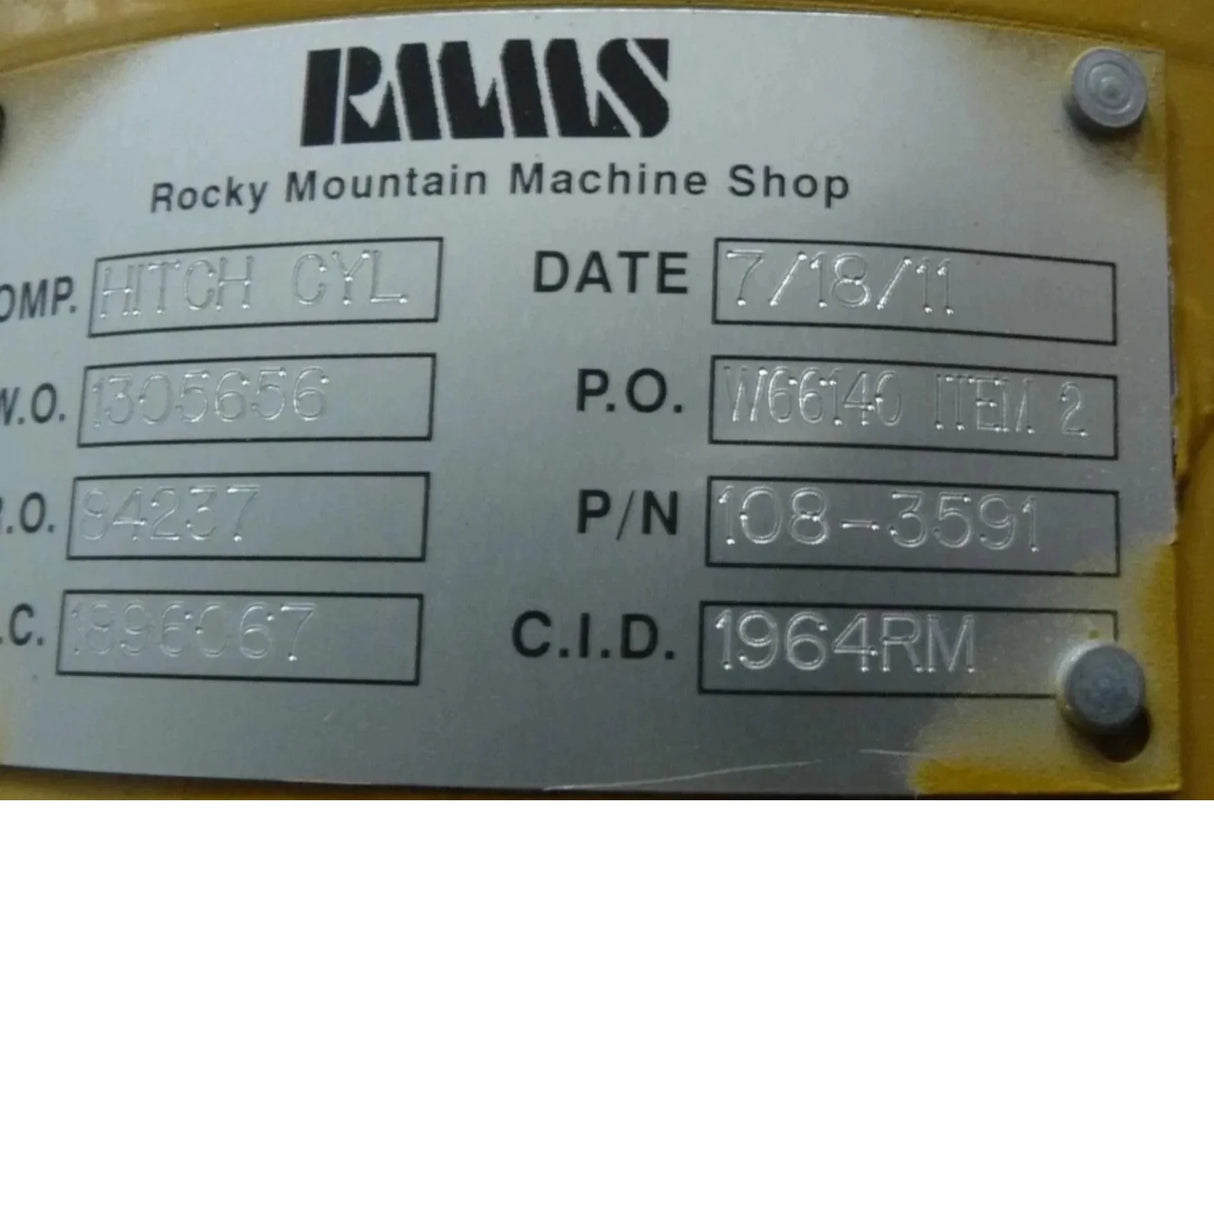 RMMS
Rocky Mountain Machine Shop
OMP. HITCH CYL. DATE 7/18/11
W.O. 1305656 P.O. W66140 ITEM 2
.O. 94237 P/N 108-3591
.C. 1896067 C.I.D. 1964RM